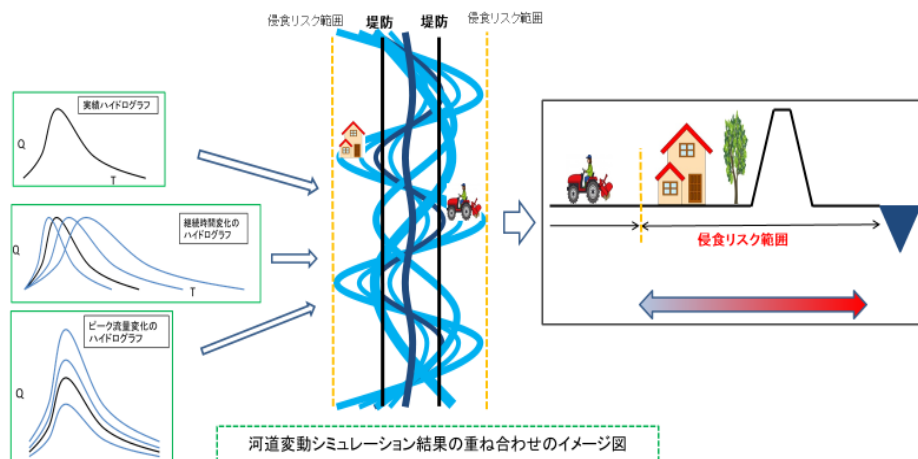 侵食リスク範囲
堤防
堤防
侵食リスク範囲
実績ハイドログラフ
Q
T
継続時間変化の
ハイドログラフ
Q
T
ピーク流量変化の
ハイドログラフ
Q
侵食リスク範囲
河道変動シミュレーション結果の重ね合わせのイメージ図